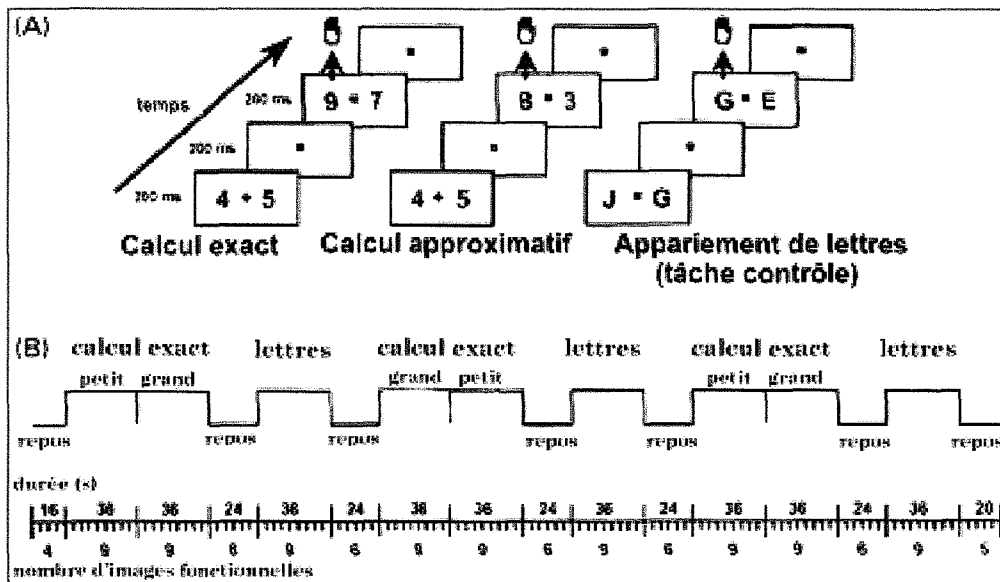 (A)
temps 200 ms 9 • 7 8 • 3 G • E
200 ms
200 ms 4 + 5 4 + 5 J • G
Calcul exact Calcul approximatif Appariement de lettres
(tâche contrôle)
(B) calcul exact lettres calcul exact lettres calcul exact lettres
petit grand grand petit petit grand
repos repos repos repos repos repos repos
durée (s)
16 36 36 24 36 24 36 36 24 36 24 36 36 24 36 20
4 9 9 6 9 6 9 9 6 9 6 9 9 6 9 5
nombre d'images fonctionnelles